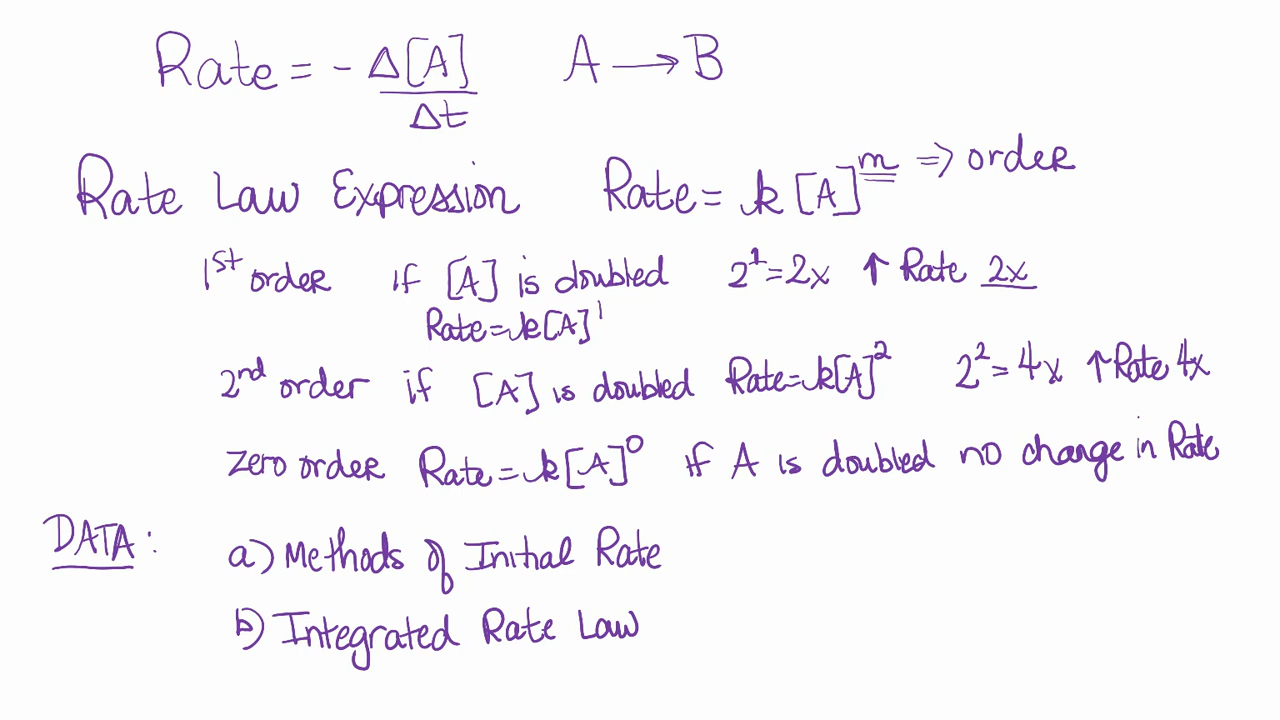 Rate = - Δ[A]/Δt A → B
Rate Law Expression Rate = k [A]^m ⇒ order
1st order if [A] is doubled 2^1 = 2x ↑ Rate 2x
Rate = k[A]^1
2nd order if [A] is doubled Rate = k[A]^2 2^2 = 4x ↑ Rate 4x
zero order Rate = k[A]^0 if A is doubled no change in Rate
DATA: a) Methods of Initial Rate
b) Integrated Rate Law